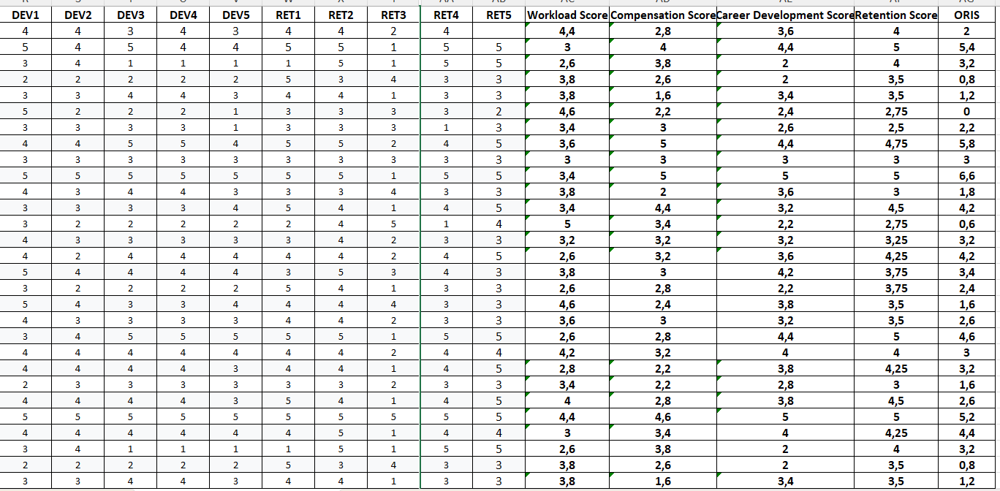 DEV1 DEV2 DEV3 DEV4 DEV5 RET1 RET2 RET3 RET4 RET5 Workload Score Compensation Score Career Development Score Retention Score ORIS
4 4 3 4 3 4 4 2 4 4,4 2,8 3,6 4 2
5 4 5 4 4 5 5 1 5 5 3 4 4,4 5 5,4
3 4 1 1 1 1 5 1 5 5 2,6 3,8 2 4 3,2
2 2 2 2 2 5 3 4 3 3 3,8 2,6 2 3,5 0,8
3 3 4 4 3 4 4 1 3 3 3,8 1,6 3,4 3,5 1,2
5 2 2 2 1 3 3 3 3 2 4,6 2,2 2,4 2,75 0
3 3 3 3 1 3 3 3 1 3 3,4 3 2,6 2,5 2,2
4 4 5 5 4 5 5 2 4 5 3,6 5 4,4 4,75 5,8
3 3 3 3 3 3 3 3 3 3 3 3 3 3 3
5 5 5 5 5 5 5 1 5 5 3,4 5 5 5 6,6
4 3 4 4 3 3 3 4 3 3 3,8 2 3,6 3 1,8
3 3 3 3 4 5 4 1 4 5 3,4 4,4 3,2 4,5 4,2
3 2 2 2 2 2 4 5 1 4 5 3,4 2,2 2,75 0,6
4 3 3 3 3 3 4 2 3 3 3,2 3,2 3,2 3,25 3,2
4 2 4 4 4 4 4 2 4 5 2,6 3,2 3,6 4,25 4,2
5 4 4 4 4 3 5 3 4 3 3,8 3 4,2 3,75 3,4
3 2 2 2 2 5 4 1 3 3 2,6 2,8 2,2 3,75 2,4
5 4 3 3 4 4 4 4 3 3 4,6 2,4 3,8 3,5 1,6
4 3 3 3 3 4 4 2 3 3 3,6 3 3,2 3,5 2,6
3 4 5 5 5 5 5 1 5 5 2,6 2,8 4,4 5 4,6
4 4 4 4 4 4 4 2 4 4 4,2 3,2 4 4 3
4 4 4 4 3 4 4 1 4 5 2,8 2,2 3,8 4,25 3,2
2 3 3 3 3 3 3 2 3 3 3,4 2,2 2,8 3 1,6
4 4 4 4 3 5 4 1 4 5 4 2,8 3,8 4,5 2,6
5 5 5 5 5 5 5 5 5 5 4,4 4,6 5 5 5,2
4 4 4 4 4 4 5 1 4 4 3 3,4 4 4,25 4,4
3 4 1 1 1 1 5 1 5 5 2,6 3,8 2 4 3,2
2 2 2 2 2 5 3 4 3 3 3,8 2,6 2 3,5 0,8
3 3 4 4 3 4 4 1 3 3 3,8 1,6 3,4 3,5 1,2